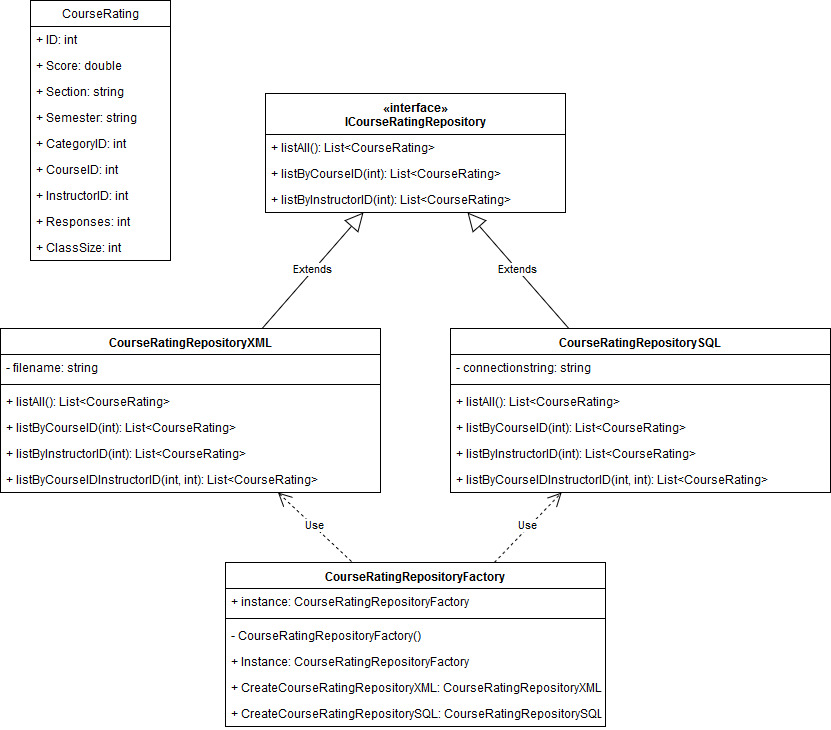 CourseRating
+ ID: int
+ Score: double
+ Section: string
+ Semester: string
+ CategoryID: int
+ CourseID: int
+ InstructorID: int
+ Responses: int
+ ClassSize: int
«interface»
ICourseRatingRepository
+ listAll(): List<CourseRating>
+ listByCourseID(int): List<CourseRating>
+ listByInstructorID(int): List<CourseRating>
Extends
Extends
CourseRatingRepositoryXML
- filename: string
+ listAll(): List<CourseRating>
+ listByCourseID(int): List<CourseRating>
+ listByInstructorID(int): List<CourseRating>
+ listByCourseIDInstructorID(int, int): List<CourseRating>
CourseRatingRepositorySQL
- connectionstring: string
+ listAll(): List<CourseRating>
+ listByCourseID(int): List<CourseRating>
+ listByInstructorID(int): List<CourseRating>
+ listByCourseIDInstructorID(int, int): List<CourseRating>
Use
Use
CourseRatingRepositoryFactory
+ instance: CourseRatingRepositoryFactory
- CourseRatingRepositoryFactory()
+ Instance: CourseRatingRepositoryFactory
+ CreateCourseRatingRepositoryXML: CourseRatingRepositoryXML
+ CreateCourseRatingRepositorySQL: CourseRatingRepositorySQL